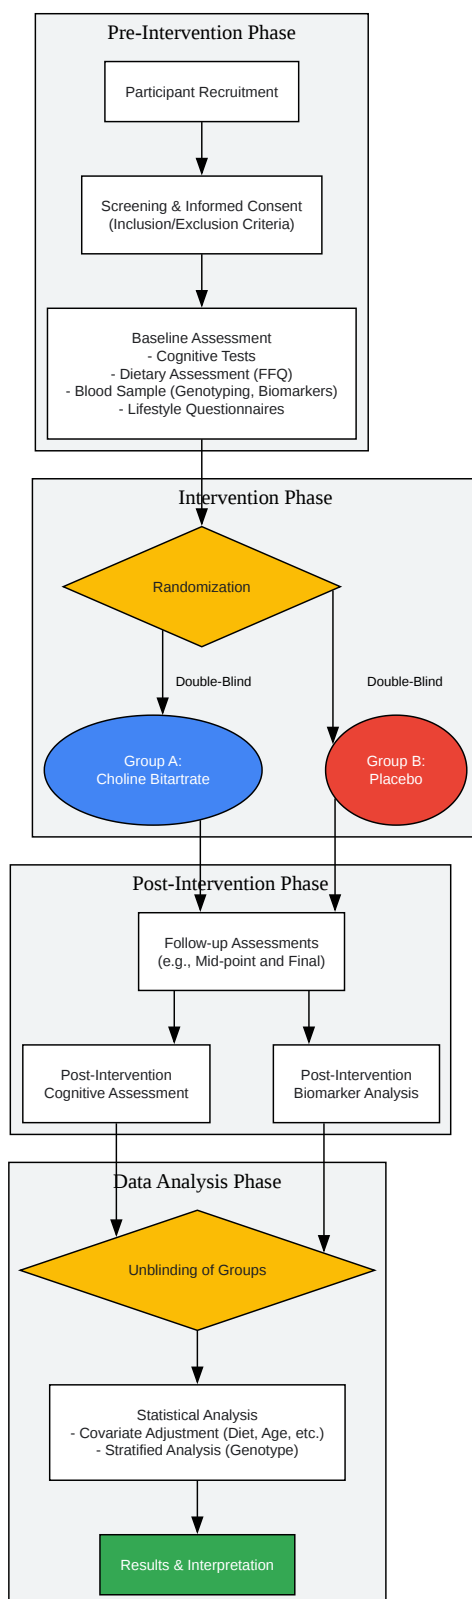 Pre-Intervention Phase
Participant Recruitment
Screening & Informed Consent
(Inclusion/Exclusion Criteria)
Baseline Assessment
- Cognitive Tests
- Dietary Assessment (FFQ)
- Blood Sample (Genotyping, Biomarkers)
- Lifestyle Questionnaires
Intervention Phase
Randomization
Double-Blind
Double-Blind
Group A:
Choline Bitartrate
Group B:
Placebo
Post-Intervention Phase
Follow-up Assessments
(e.g., Mid-point and Final)
Post-Intervention
Cognitive Assessment
Post-Intervention
Biomarker Analysis
Data Analysis Phase
Unblinding of Groups
Statistical Analysis
- Covariate Adjustment (Diet, Age, etc.)
- Stratified Analysis (Genotype)
Results & Interpretation